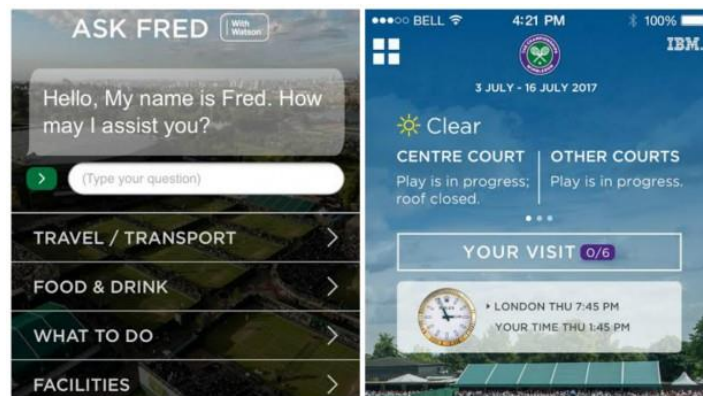 ASK FRED
With
Watson
Hello, My name is Fred. How
may I assist you?
(Type your question)
TRAVEL / TRANSPORT
FOOD & DRINK
WHAT TO DO
FACILITIES
BELL
4:21 PM
100%
IBM.
3 JULY - 16 JULY 2017
Clear
CENTRE COURT
Play is in progress;
roof closed.
OTHER COURTS
Play is in progress.
YOUR VISIT 0/6
LONDON THU 7:45 PM
YOUR TIME THU 1:45 PM